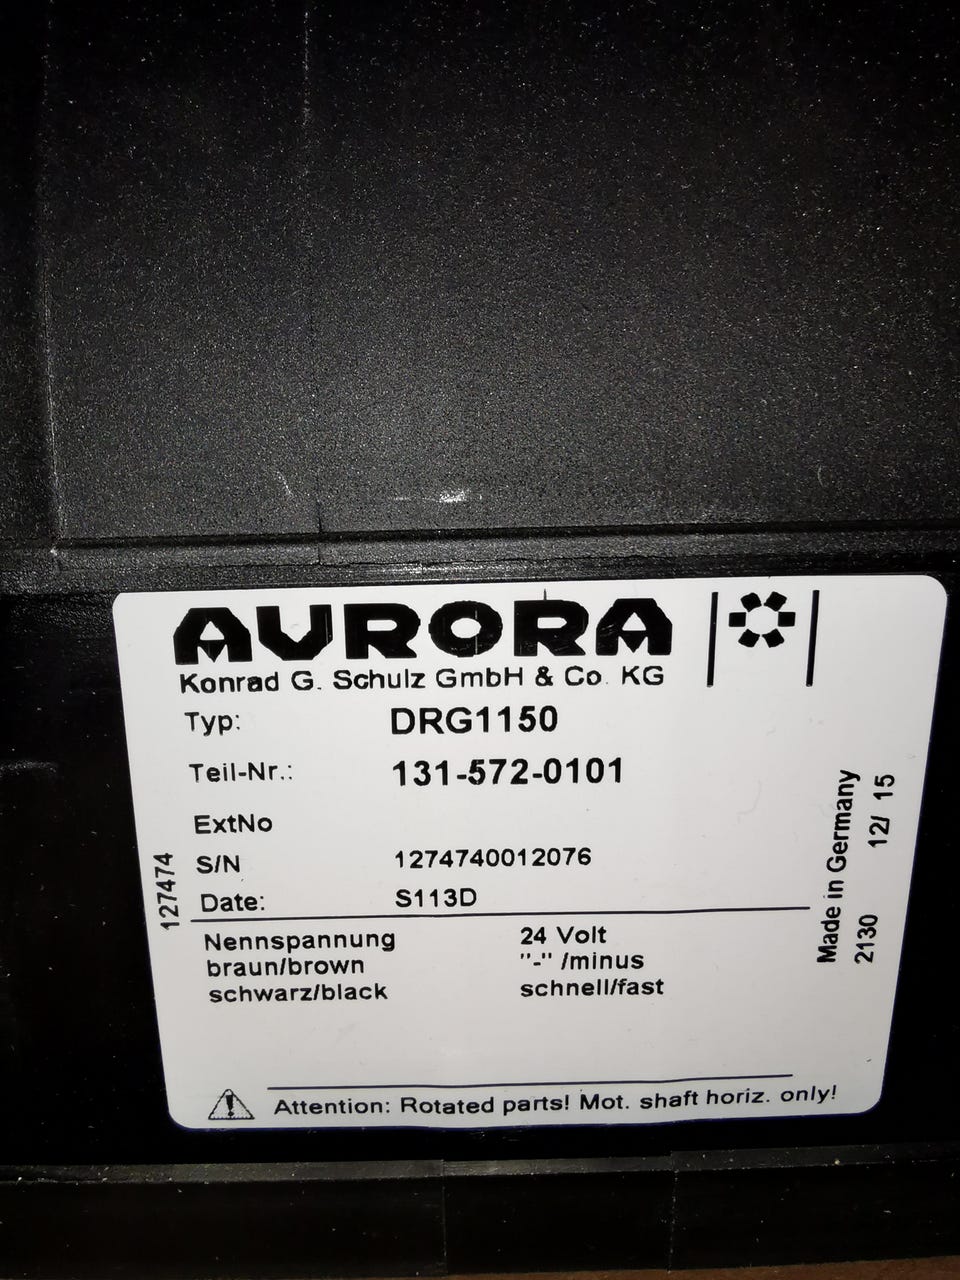 AURORA
Konrad G. Schulz GmbH & Co. KG
Typ: DRG1150
Teil-Nr.: 131-572-0101
ExtNo
S/N 1274740012076
Date: S113D
127474
Made in Germany
2130 12/ 15
Nennspannung 24 Volt
braun/brown "-" /minus
schwarz/black schnell/fast
Attention: Rotated parts! Mot. shaft horiz. only!